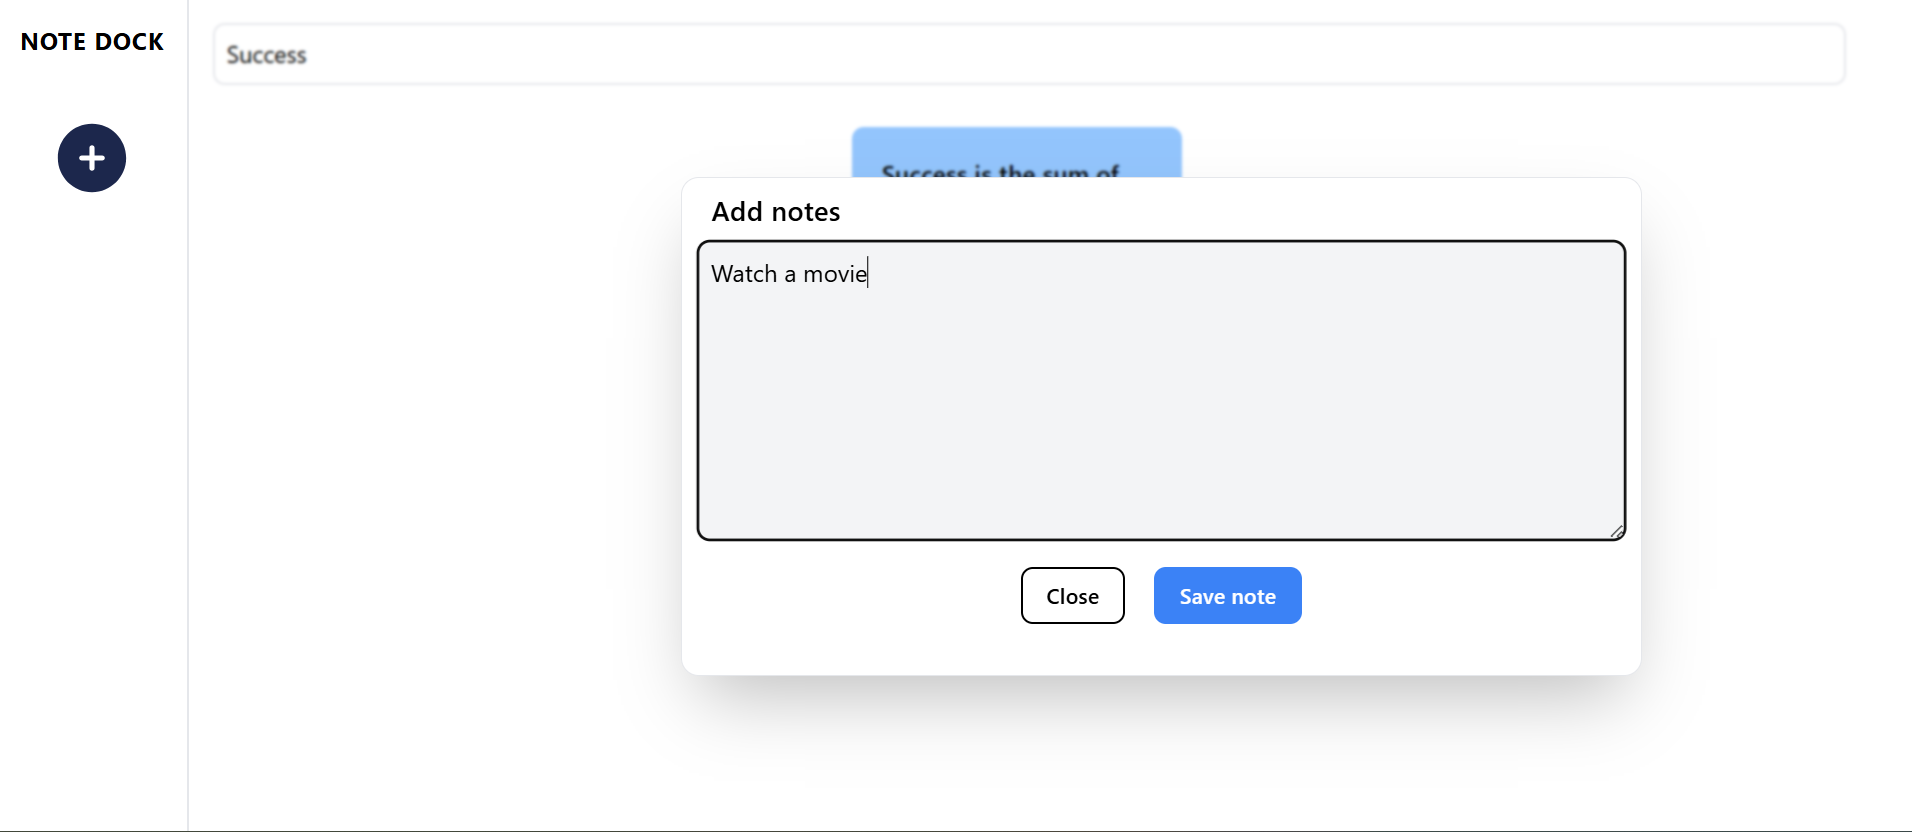 NOTE DOCK
Success
Success is the sum of
Add notes
Watch a movie
Close
Save note